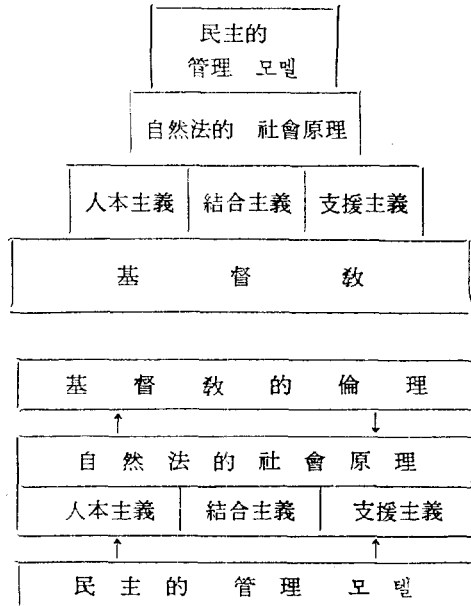 民主的
管理 모델
自然法的 社會原理
人本主義 結合主義 支援主義
基督敎
基督敎的倫理
↑ ↓
自然法的社會原理
人本主義 結合主義 支援主義
↑ ↑
民主的 管理 모델